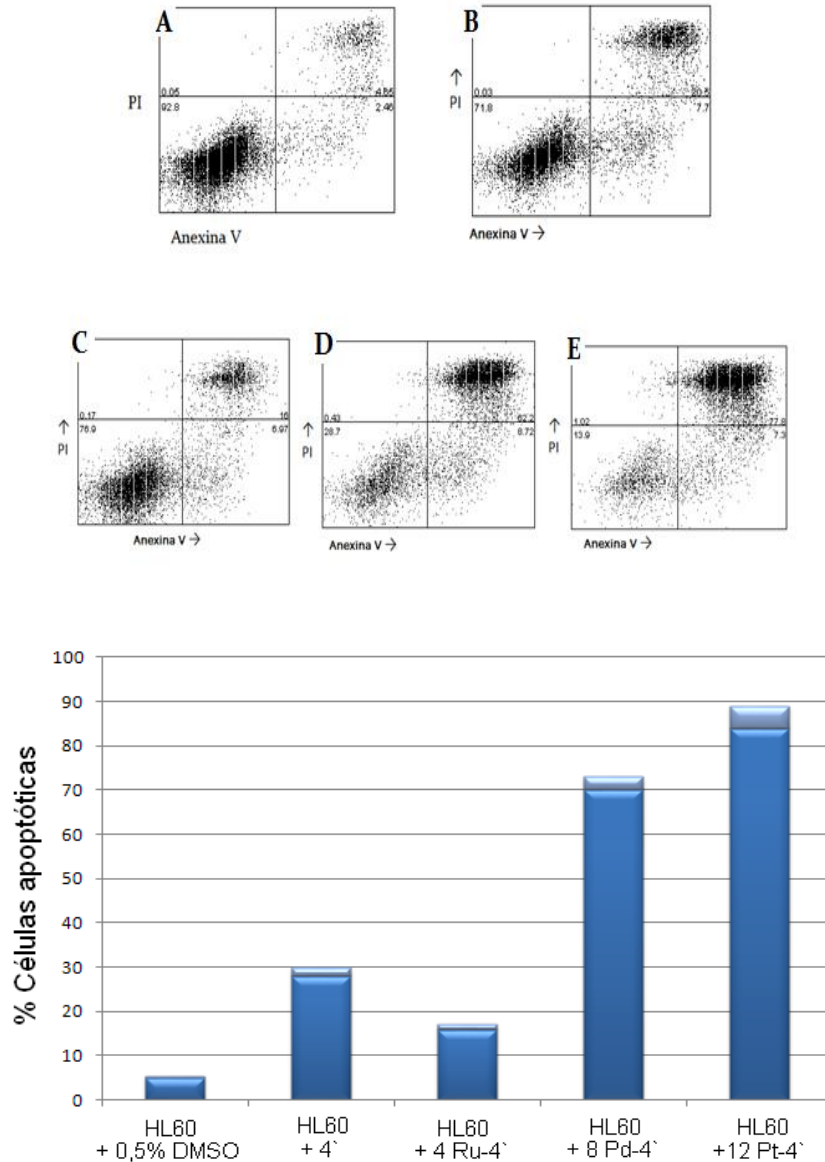 A
0.05 4.65
92.8 2.46
PI
Anexina V
B
0.03 20.5
71.8 7.7
↑
PI
Anexina V →
C
0.17 16
76.9 6.97
↑
PI
Anexina V →
D
0.43 62.2
28.7 8.72
↑
PI
Anexina V →
E
1.02 77.8
13.9 7.3
↑
PI
Anexina V →
% Células apoptóticas
100
90
80
70
60
50
40
30
20
10
0
HL60
+ 0,5% DMSO
HL60
+ 4`
HL60
+ 4 Ru-4`
HL60
+ 8 Pd-4`
HL60
+12 Pt-4`